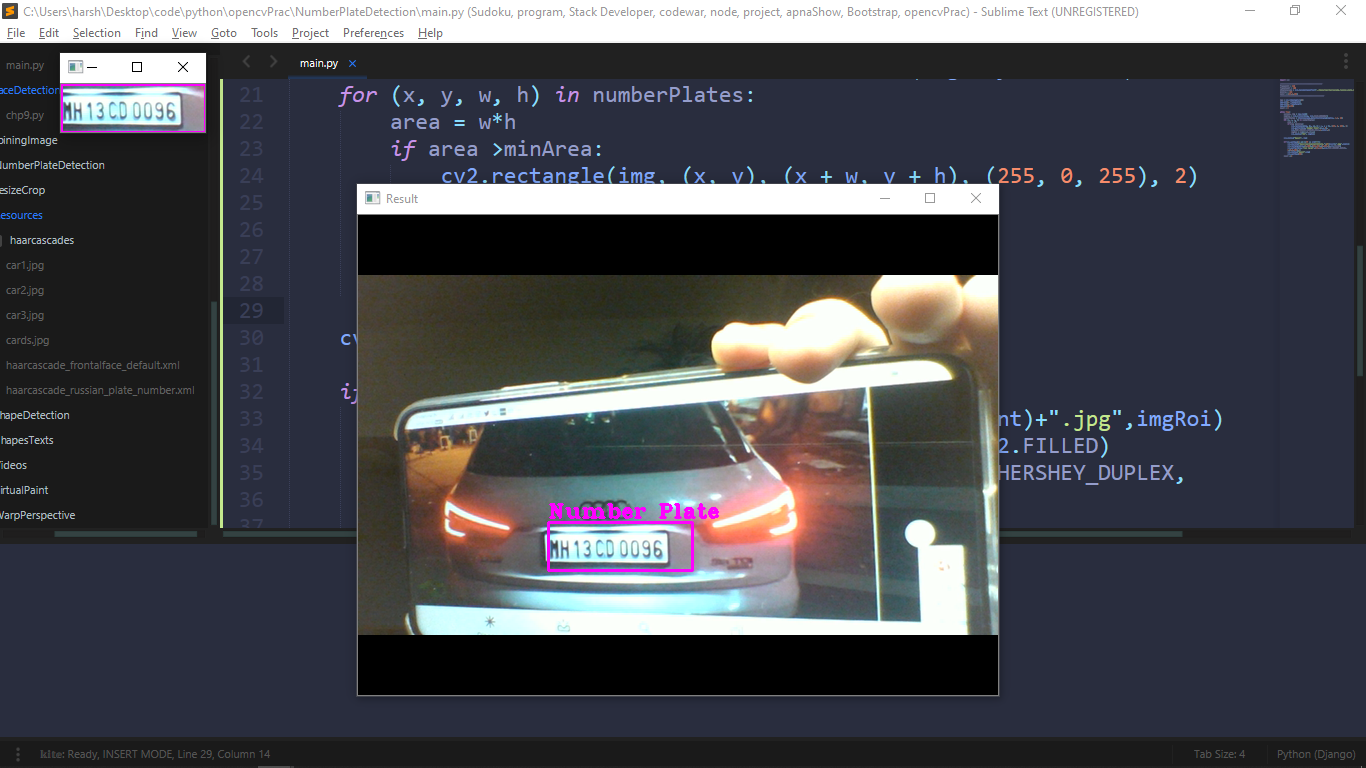 C:\Users\harsh\Desktop\code\python\opencvPrac\NumberPlateDetection\main.py (Sudoku, program, Stack Developer, codewar, node, project, apnaShow, Bootstrap, opencvPrac) - Sublime Text (UNREGISTERED)
File Edit Selection Find View Goto Tools Project Preferences Help
main.py
aceDetection
chp9.py
oiningImage
NumberPlateDetection
esizeCrop
esources
haarcascades
car1.jpg
car2.jpg
car3.jpg
cards.jpg
haarcascade_frontalface_default.xml
haarcascade_russian_plate_number.xml
hapeDetection
hapesTexts
ideos
irtualPaint
WarpPerspective
MH13CD0096
main.py
21 for (x, y, w, h) in numberPlates:
22 area = w*h
23 if area >minArea:
24 cv2.rectangle(img, (x, y), (x + w, y + h), (255, 0, 255), 2)
25
26
27
28
29
30 cv
31
32 if
33 nt)+".jpg",imgRoi)
34 2.FILLED)
35 HERSHEY_DUPLEX,
36
37
Result
Number Plate
MH13CD0096
kite: Ready, INSERT MODE, Line 29, Column 14
Tab Size: 4
Python (Django)